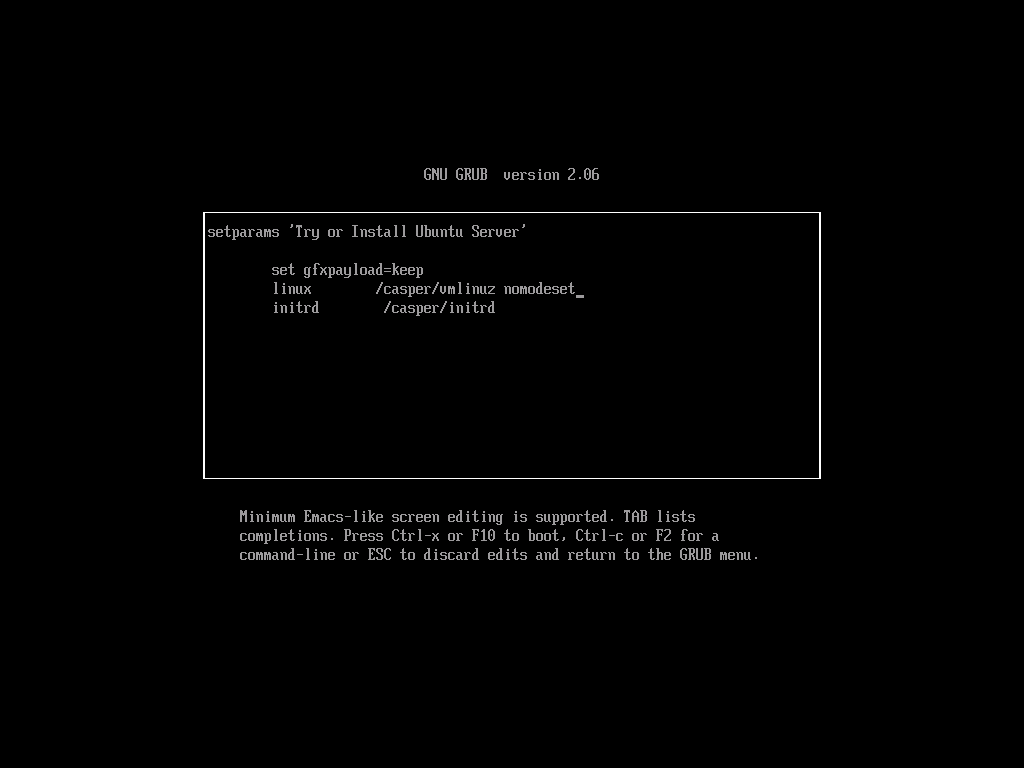 GNU GRUB  version 2.06
setparams 'Try or Install Ubuntu Server'
set gfxpayload=keep
linux        /casper/vmlinuz nomodeset_
initrd        /casper/initrd
Minimum Emacs-like screen editing is supported. TAB lists
completions. Press Ctrl-x or F10 to boot, Ctrl-c or F2 for a
command-line or ESC to discard edits and return to the GRUB menu.